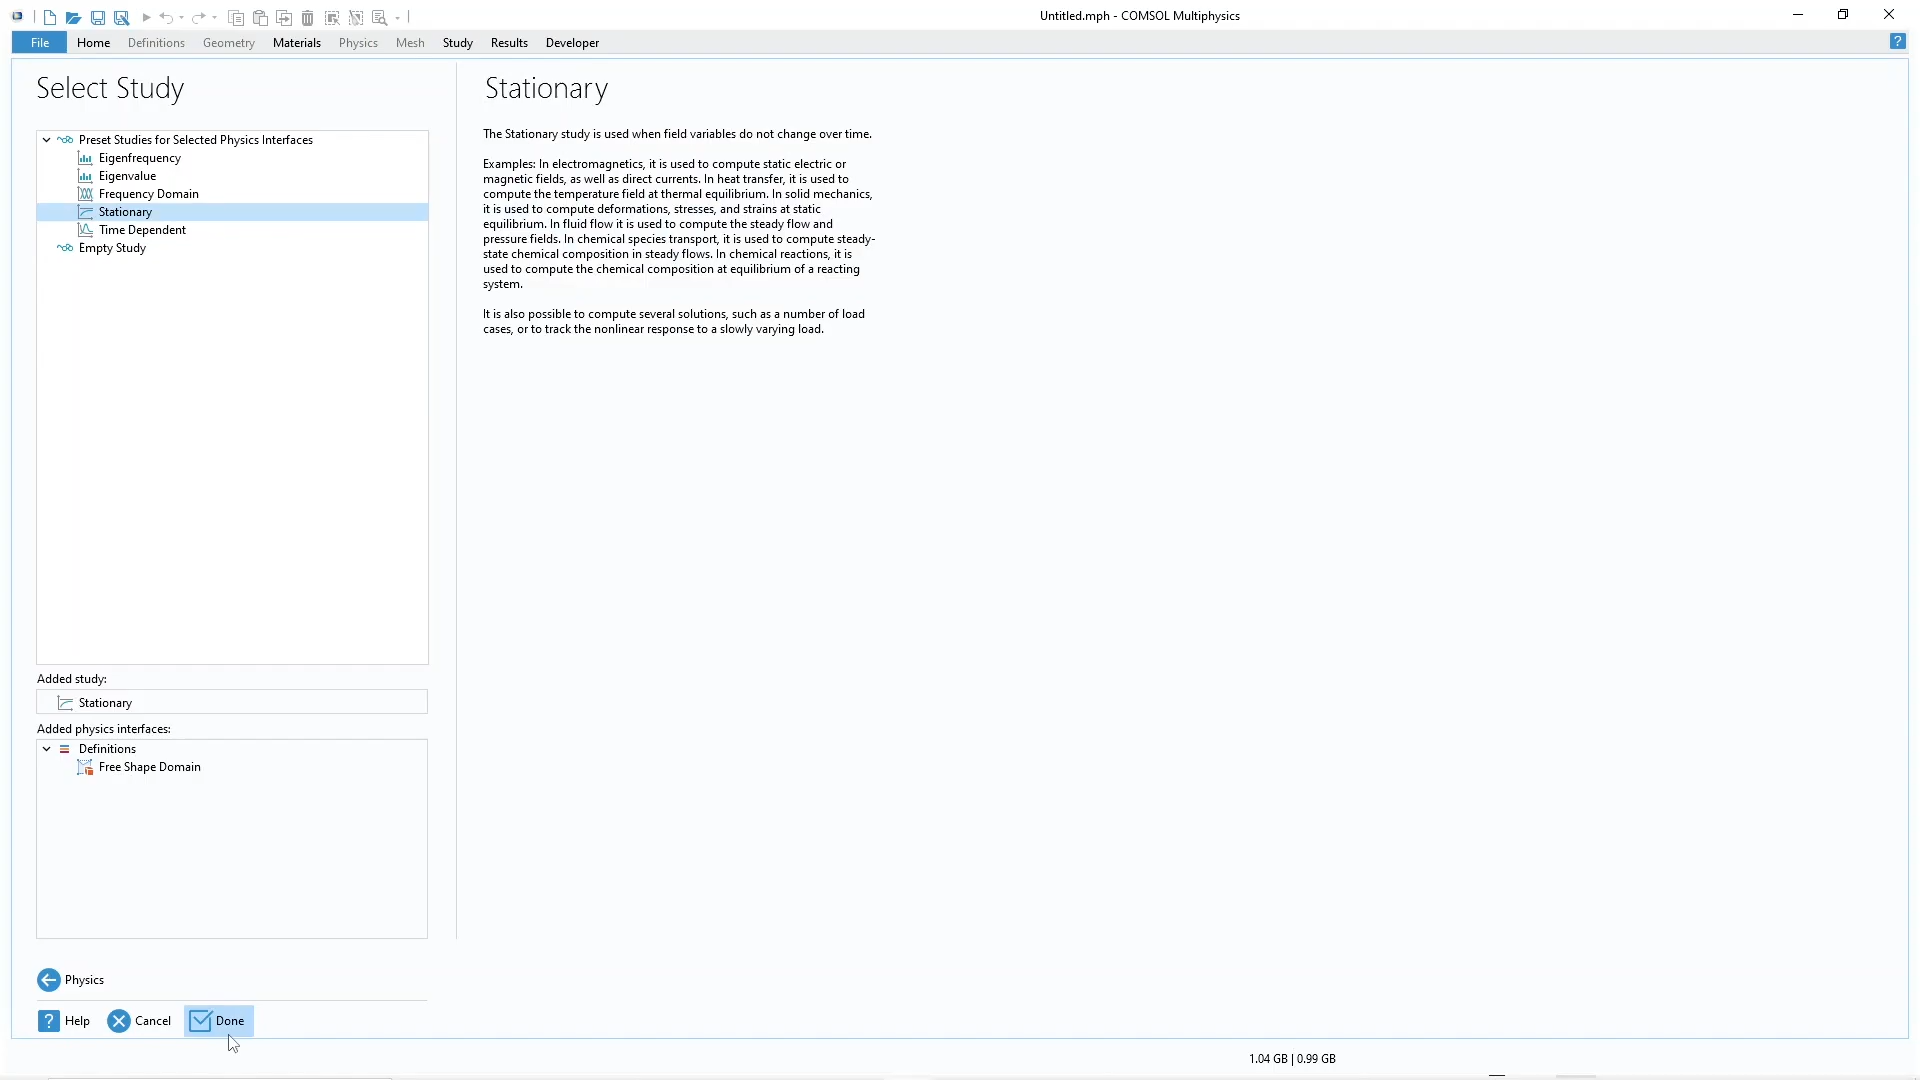 Untitled.mph - COMSOL Multiphysics
File Home Definitions Geometry Materials Physics Mesh Study Results Developer ?
Select Study
Preset Studies for Selected Physics Interfaces
Eigenfrequency
Eigenvalue
Frequency Domain
Stationary
Time Dependent
Empty Study
Added study:
Stationary
Added physics interfaces:
Definitions
Free Shape Domain
Physics
? Help Cancel Done
Stationary
The Stationary study is used when field variables do not change over time.
Examples: In electromagnetics, it is used to compute static electric or
magnetic fields, as well as direct currents. In heat transfer, it is used to
compute the temperature field at thermal equilibrium. In solid mechanics,
it is used to compute deformations, stresses, and strains at static
equilibrium. In fluid flow it is used to compute the steady flow and
pressure fields. In chemical species transport, it is used to compute steady-
state chemical composition in steady flows. In chemical reactions, it is
used to compute the chemical composition at equilibrium of a reacting
system.
It is also possible to compute several solutions, such as a number of load
cases, or to track the nonlinear response to a slowly varying load.
1.04 GB | 0.99 GB